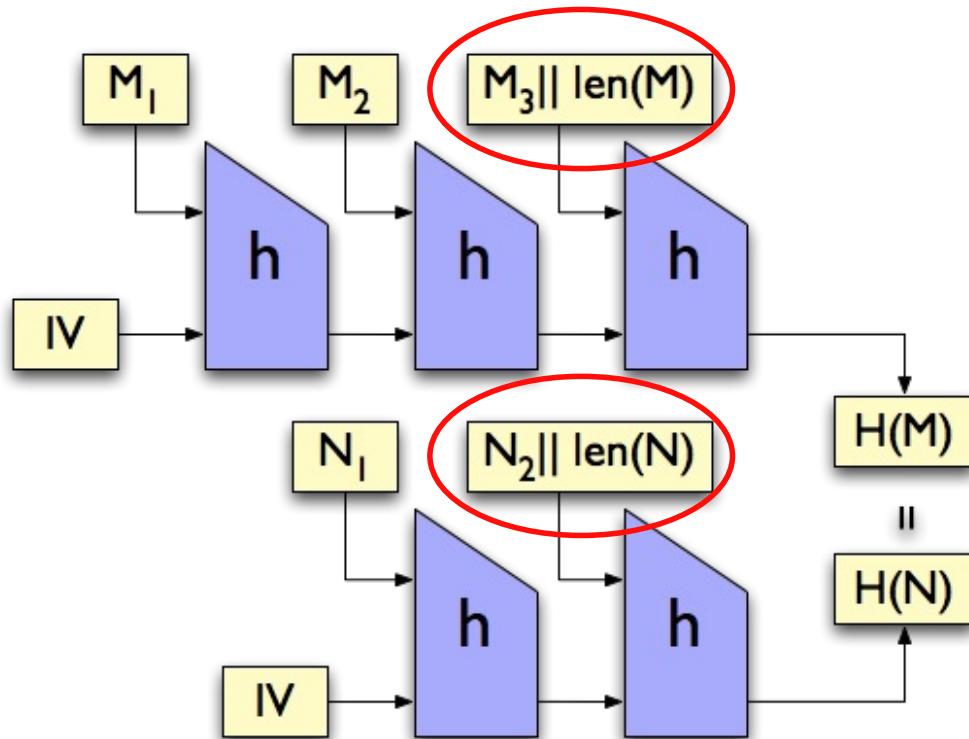 M₁ M₂ M₃|| len(M)
h h h
IV
H(M)
N₁ N₂|| len(N)
=
H(N)
h h
IV